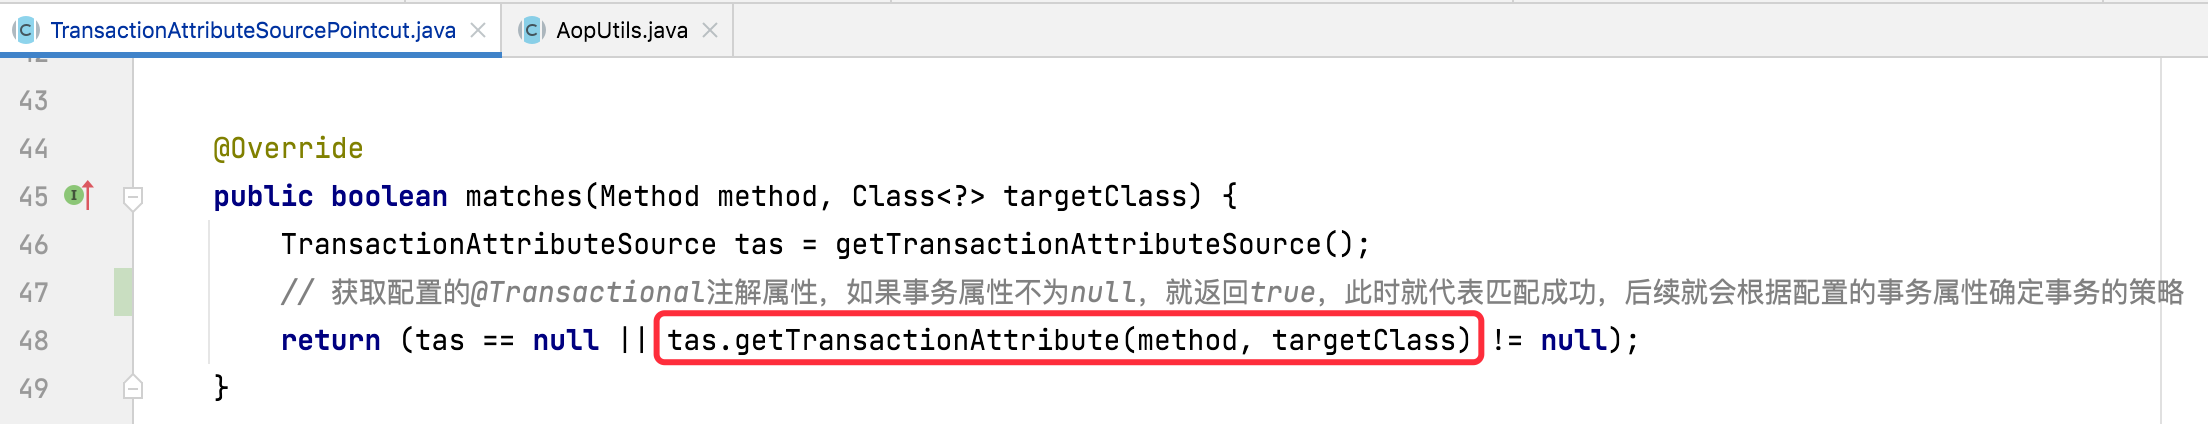 TransactionAttributeSourcePointcut.java AopUtils.java
43
44 @Override
45 public boolean matches(Method method, Class<?> targetClass) {
46 TransactionAttributeSource tas = getTransactionAttributeSource();
47 // 获取配置的@Transactional注解属性，如果事务属性不为null，就返回true，此时就代表匹配成功，后续就会根据配置的事务属性确定事务的策略
48 return (tas == null || tas.getTransactionAttribute(method, targetClass) != null);
49 }